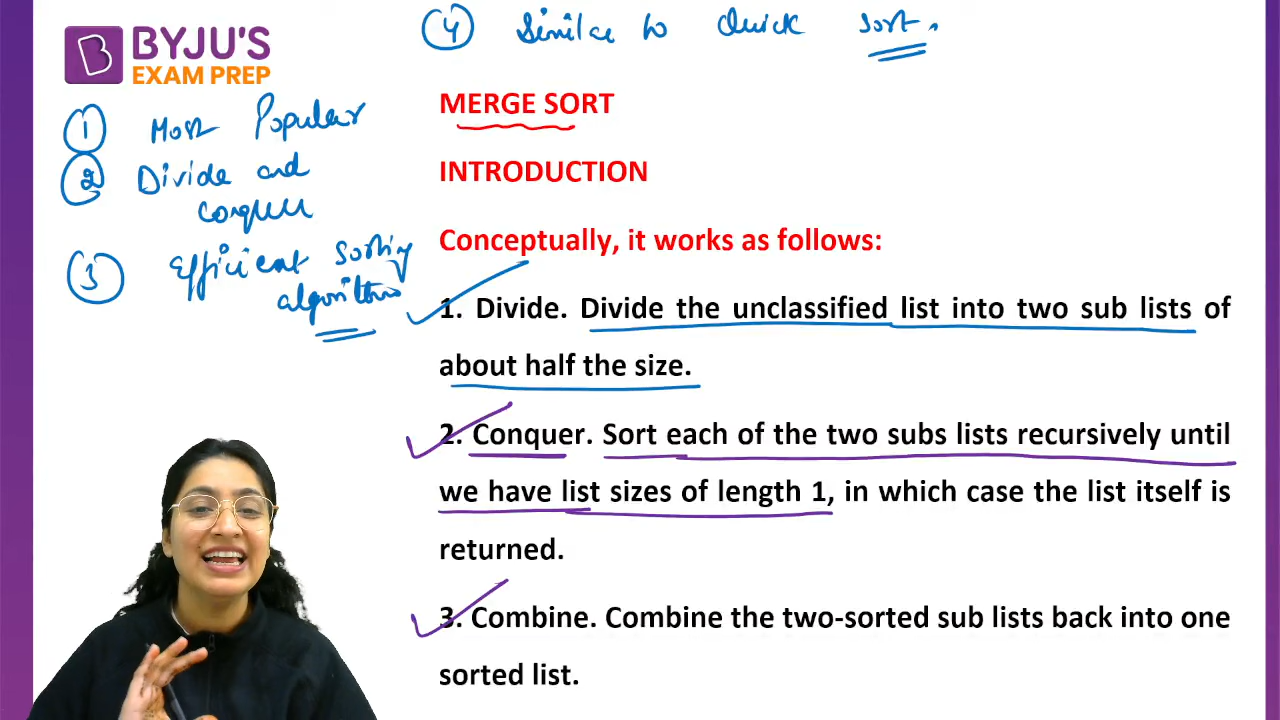 ④ Similar to Quick sort.
BYJU'S
EXAM PREP
① Most Popular
② Divide and
conquer
③ Efficient sorting
algorithm
MERGE SORT
INTRODUCTION
Conceptually, it works as follows:
1. Divide. Divide the unclassified list into two sub lists of
about half the size.
2. Conquer. Sort each of the two subs lists recursively until
we have list sizes of length 1, in which case the list itself is
returned.
3. Combine. Combine the two-sorted sub lists back into one
sorted list.